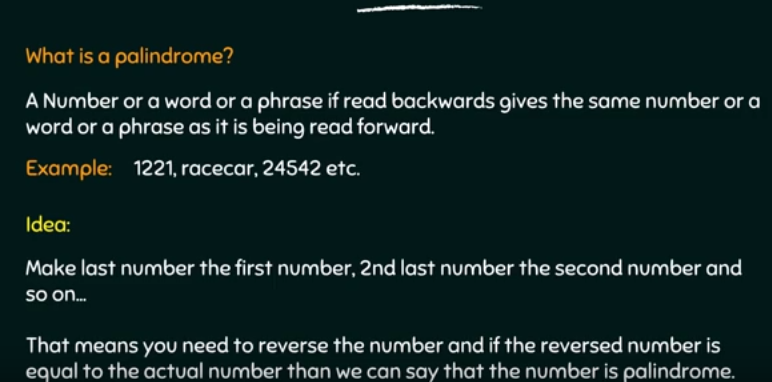 What is a palindrome?
A Number or a word or a phrase if read backwards gives the same number or a
word or a phrase as it is being read forward.
Example: 1221, racecar, 24542 etc.
Idea:
Make last number the first number, 2nd last number the second number and
so on...
That means you need to reverse the number and if the reversed number is
equal to the actual number than we can say that the number is palindrome.